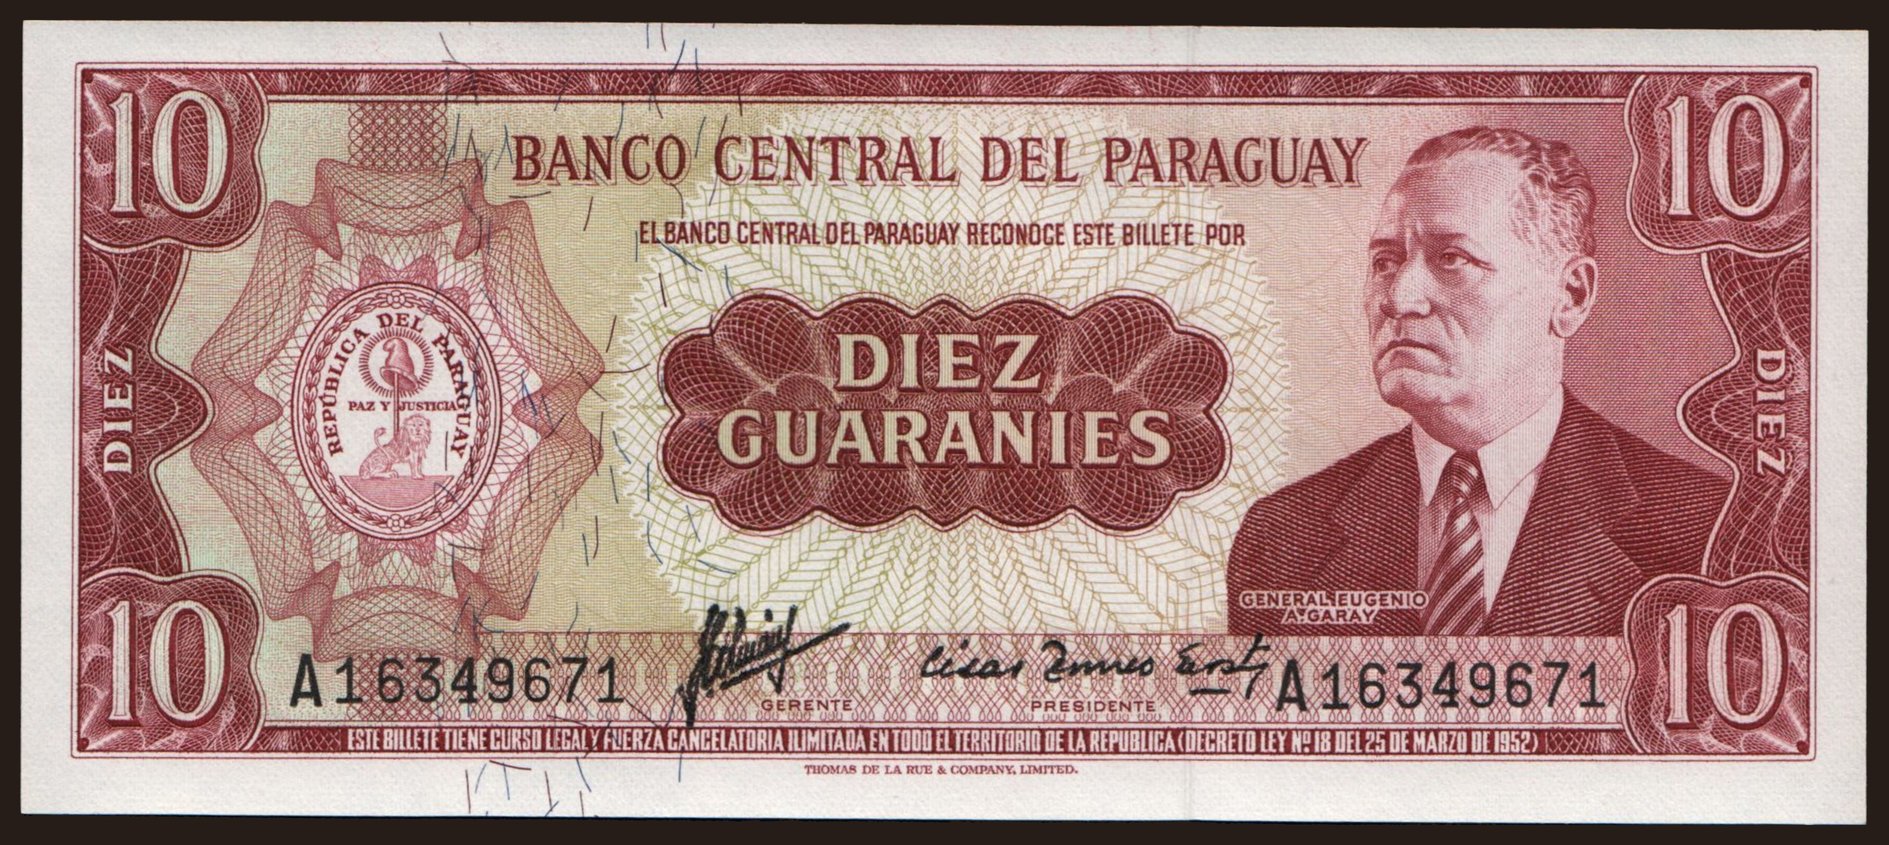 10
10
BANCO CENTRAL DEL PARAGUAY
EL BANCO CENTRAL DEL PARAGUAY RECONOCE ESTE BILLETE POR
REPÚBLICA DEL PARAGUAY
PAZ Y JUSTICIA
DIEZ
DIEZ
GUARANIES
DIEZ
GENERAL EUGENIO
A. GARAY
10
10
A16349671
A16349671
GERENTE
PRESIDENTE
ESTE BILLETE TIENE CURSO LEGAL Y FUERZA CANCELATORIA ILIMITADA EN TODO EL TERRITORIO DE LA REPUBLICA (DECRETO LEY Nº 18 DEL 25 DE MARZO DE 1952)
THOMAS DE LA RUE & COMPANY, LIMITED.